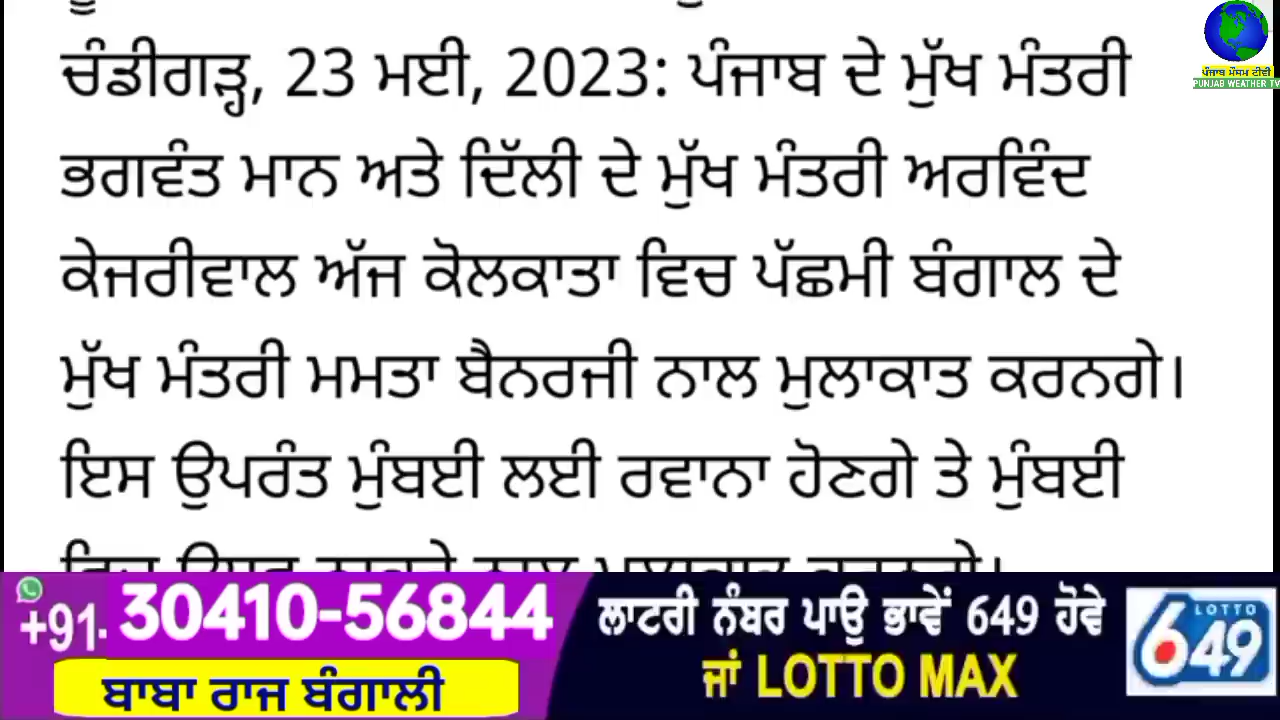 ਚੰਡੀਗੜ੍ਹ, 23 ਮਈ, 2023: ਪੰਜਾਬ ਦੇ ਮੁੱਖ ਮੰਤਰੀ
ਭਗਵੰਤ ਮਾਨ ਅਤੇ ਦਿੱਲੀ ਦੇ ਮੁੱਖ ਮੰਤਰੀ ਅਰਵਿੰਦ
ਕੇਜਰੀਵਾਲ ਅੱਜ ਕੋਲਕਾਤਾ ਵਿਚ ਪੱਛਮੀ ਬੰਗਾਲ ਦੇ
ਮੁੱਖ ਮੰਤਰੀ ਮਮਤਾ ਬੈਨਰਜੀ ਨਾਲ ਮੁਲਾਕਾਤ ਕਰਨਗੇ।
ਇਸ ਉਪਰੰਤ ਮੁੰਬਈ ਲਈ ਰਵਾਨਾ ਹੋਣਗੇ ਤੇ ਮੁੰਬਈ
ਪੰਜਾਬ ਮੌਸਮ ਟੀਵੀ
PUNJAB WEATHER TV
+91- 30410-56844
ਬਾਬਾ ਰਾਜ ਬੰਗਾਲੀ
ਲਾਟਰੀ ਨੰਬਰ ਪਾਉ ਭਾਵੇਂ 649 ਹੋਵੇ
ਜਾਂ LOTTO MAX
LOTTO
649